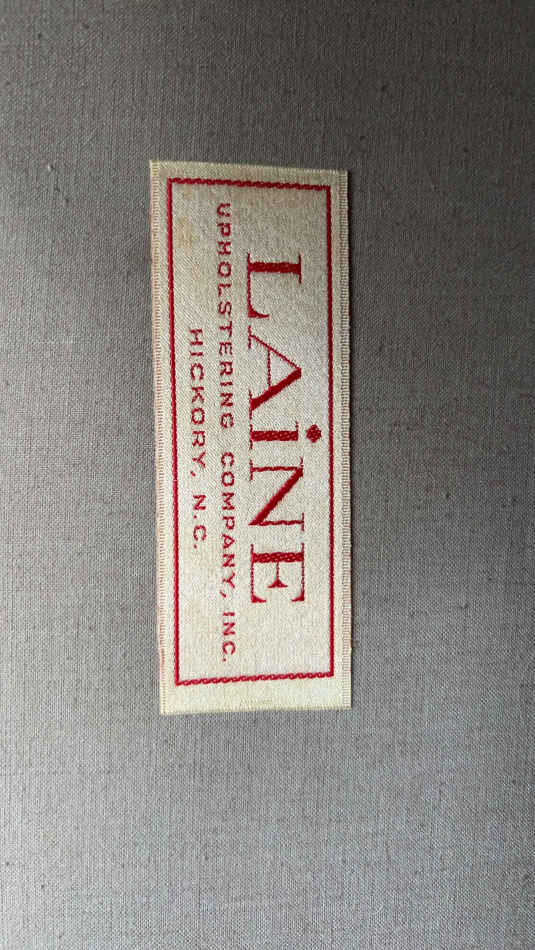 LAiNE
UPHOLSTERING COMPANY, INC.
HICKORY, N.C.